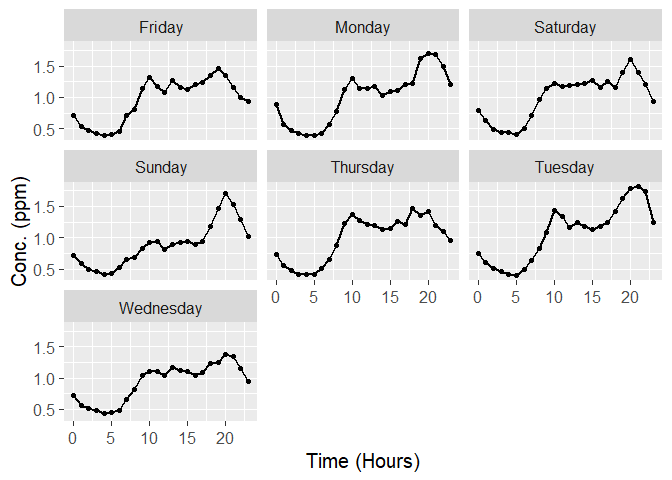 Friday Monday Saturday
1.5
1.0
0.5
Sunday Thursday Tuesday
1.5
1.0
0.5
0 5 10 15 20 0 5 10 15 20
Wednesday
1.5
1.0
0.5
0 5 10 15 20
Conc. (ppm)
Time (Hours)